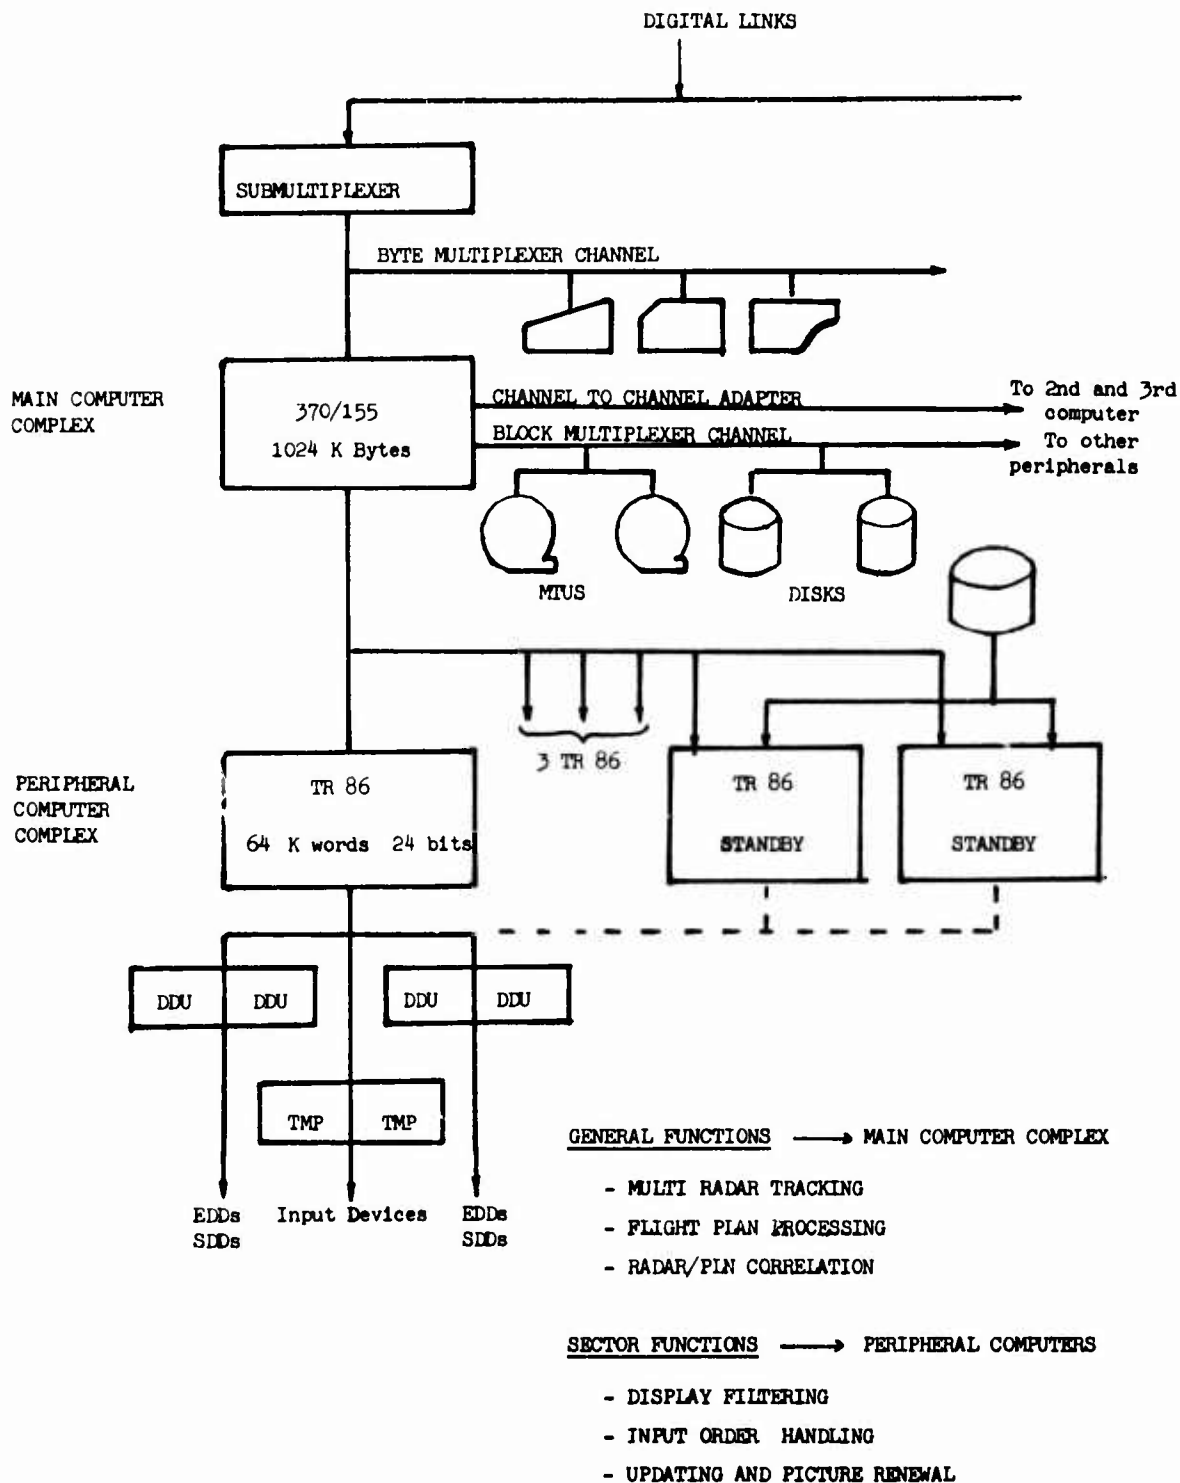 DIGITAL LINKS
SUBMULTIPLEXER
BYTE MULTIPLEXER CHANNEL
MAIN COMPUTER
COMPLEX
370/155
1024 K Bytes
CHANNEL TO CHANNEL ADAPTER
To 2nd and 3rd
computer
BLOCK MULTIPLEXER CHANNEL
To other
peripherals
MTUS
DISKS
3 TR 86
PERIPHERAL
COMPUTER
COMPLEX
TR 86
64 K words 24 bits
TR 86
STANDBY
TR 86
STANDBY
DDU DDU
DDU DDU
TMP TMP
EDDs
SDDs
Input Devices
EDDs
SDDs
GENERAL FUNCTIONS → MAIN COMPUTER COMPLEX
- MULTI RADAR TRACKING
- FLIGHT PLAN PROCESSING
- RADAR/PLN CORRELATION
SECTOR FUNCTIONS → PERIPHERAL COMPUTERS
- DISPLAY FILTERING
- INPUT ORDER HANDLING
- UPDATING AND PICTURE RENEWAL